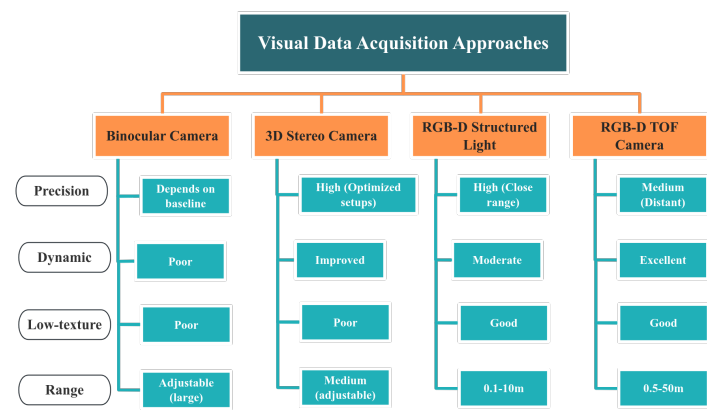 Visual Data Acquisition Approaches
Binocular Camera
3D Stereo Camera
RGB-D Structured
Light
RGB-D TOF
Camera
Precision
Depends on
baseline
High (Optimized
setups)
High (Close
range)
Medium
(Distant)
Dynamic
Poor
Improved
Moderate
Excellent
Low-texture
Poor
Poor
Good
Good
Range
Adjustable
(large)
Medium
(adjustable)
0.1-10m
0.5-50m